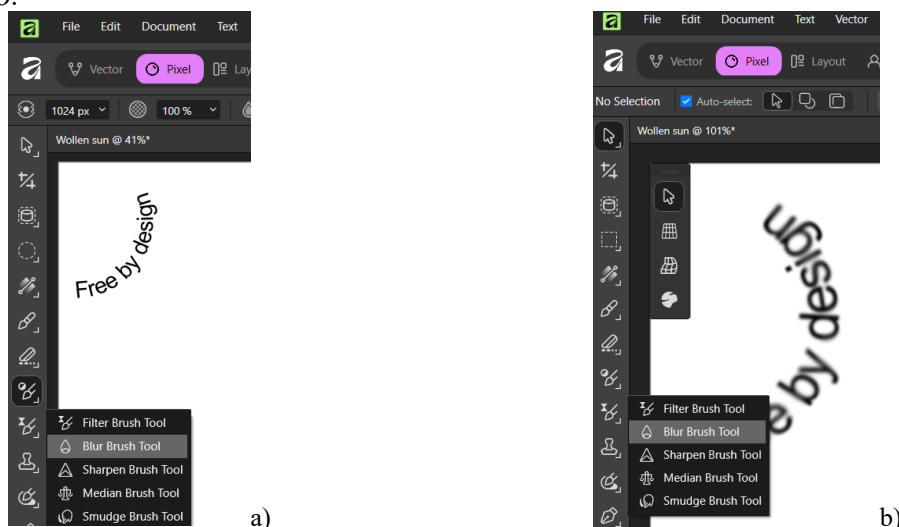 File Edit Document Text
Vector Pixel Lay
1024 px 100 %
Wollen sun @ 41%*
Free by design
Filter Brush Tool
Blur Brush Tool
Sharpen Brush Tool
Median Brush Tool
Smudge Brush Tool
a)
File Edit Document Text Vector
Vector Pixel Layout
No Selection Auto-select:
Wollen sun @ 101%*
e by design
Filter Brush Tool
Blur Brush Tool
Sharpen Brush Tool
Median Brush Tool
Smudge Brush Tool
b)